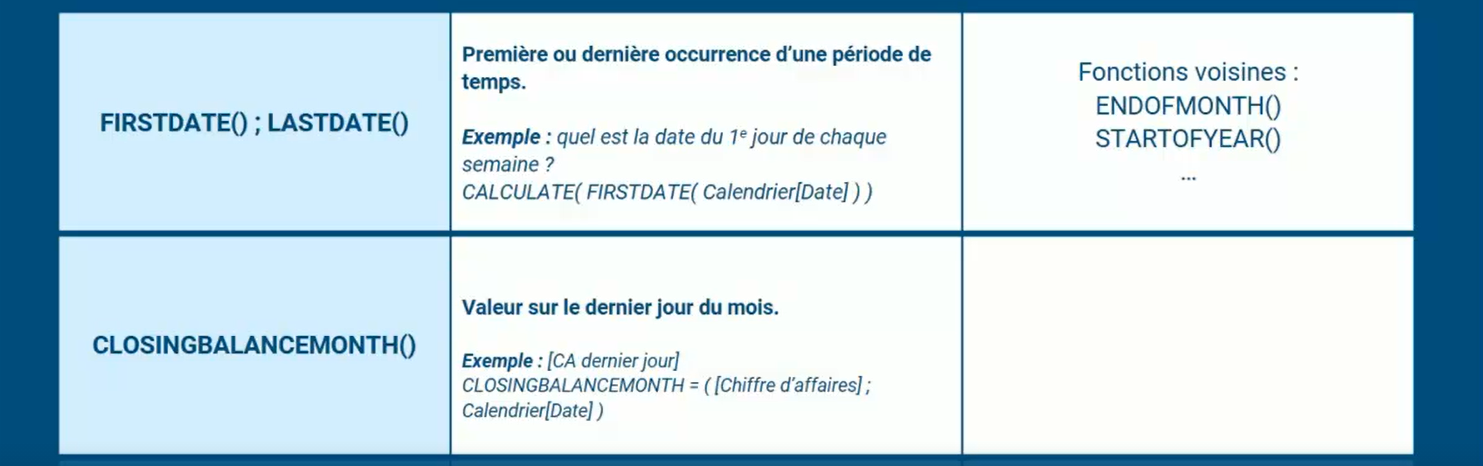 FIRSTDATE() ; LASTDATE()
Première ou dernière occurrence d’une période de
temps.
Exemple : quel est la date du 1ᵉ jour de chaque
semaine ?
CALCULATE( FIRSTDATE( Calendrier[Date] ) )
Fonctions voisines :
ENDOFMONTH()
STARTOFYEAR()
...
CLOSINGBALANCEMONTH()
Valeur sur le dernier jour du mois.
Exemple : [CA dernier jour]
CLOSINGBALANCEMONTH = ( [Chiffre d’affaires] ;
Calendrier[Date] )